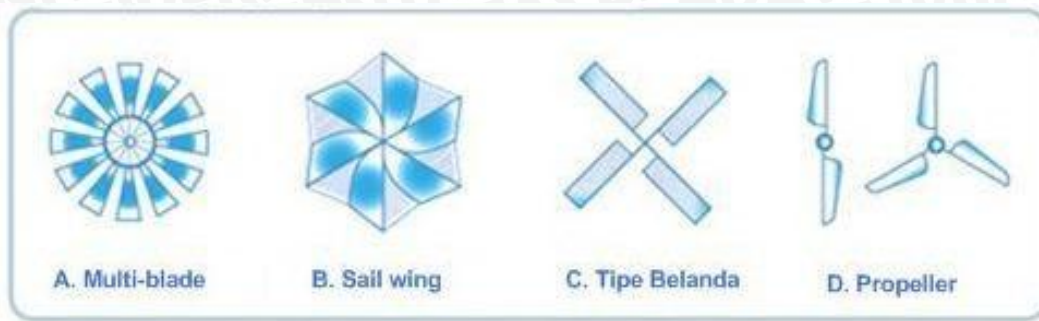 A. Multi-blade
B. Sail wing
C. Tipe Belanda
D. Propeller